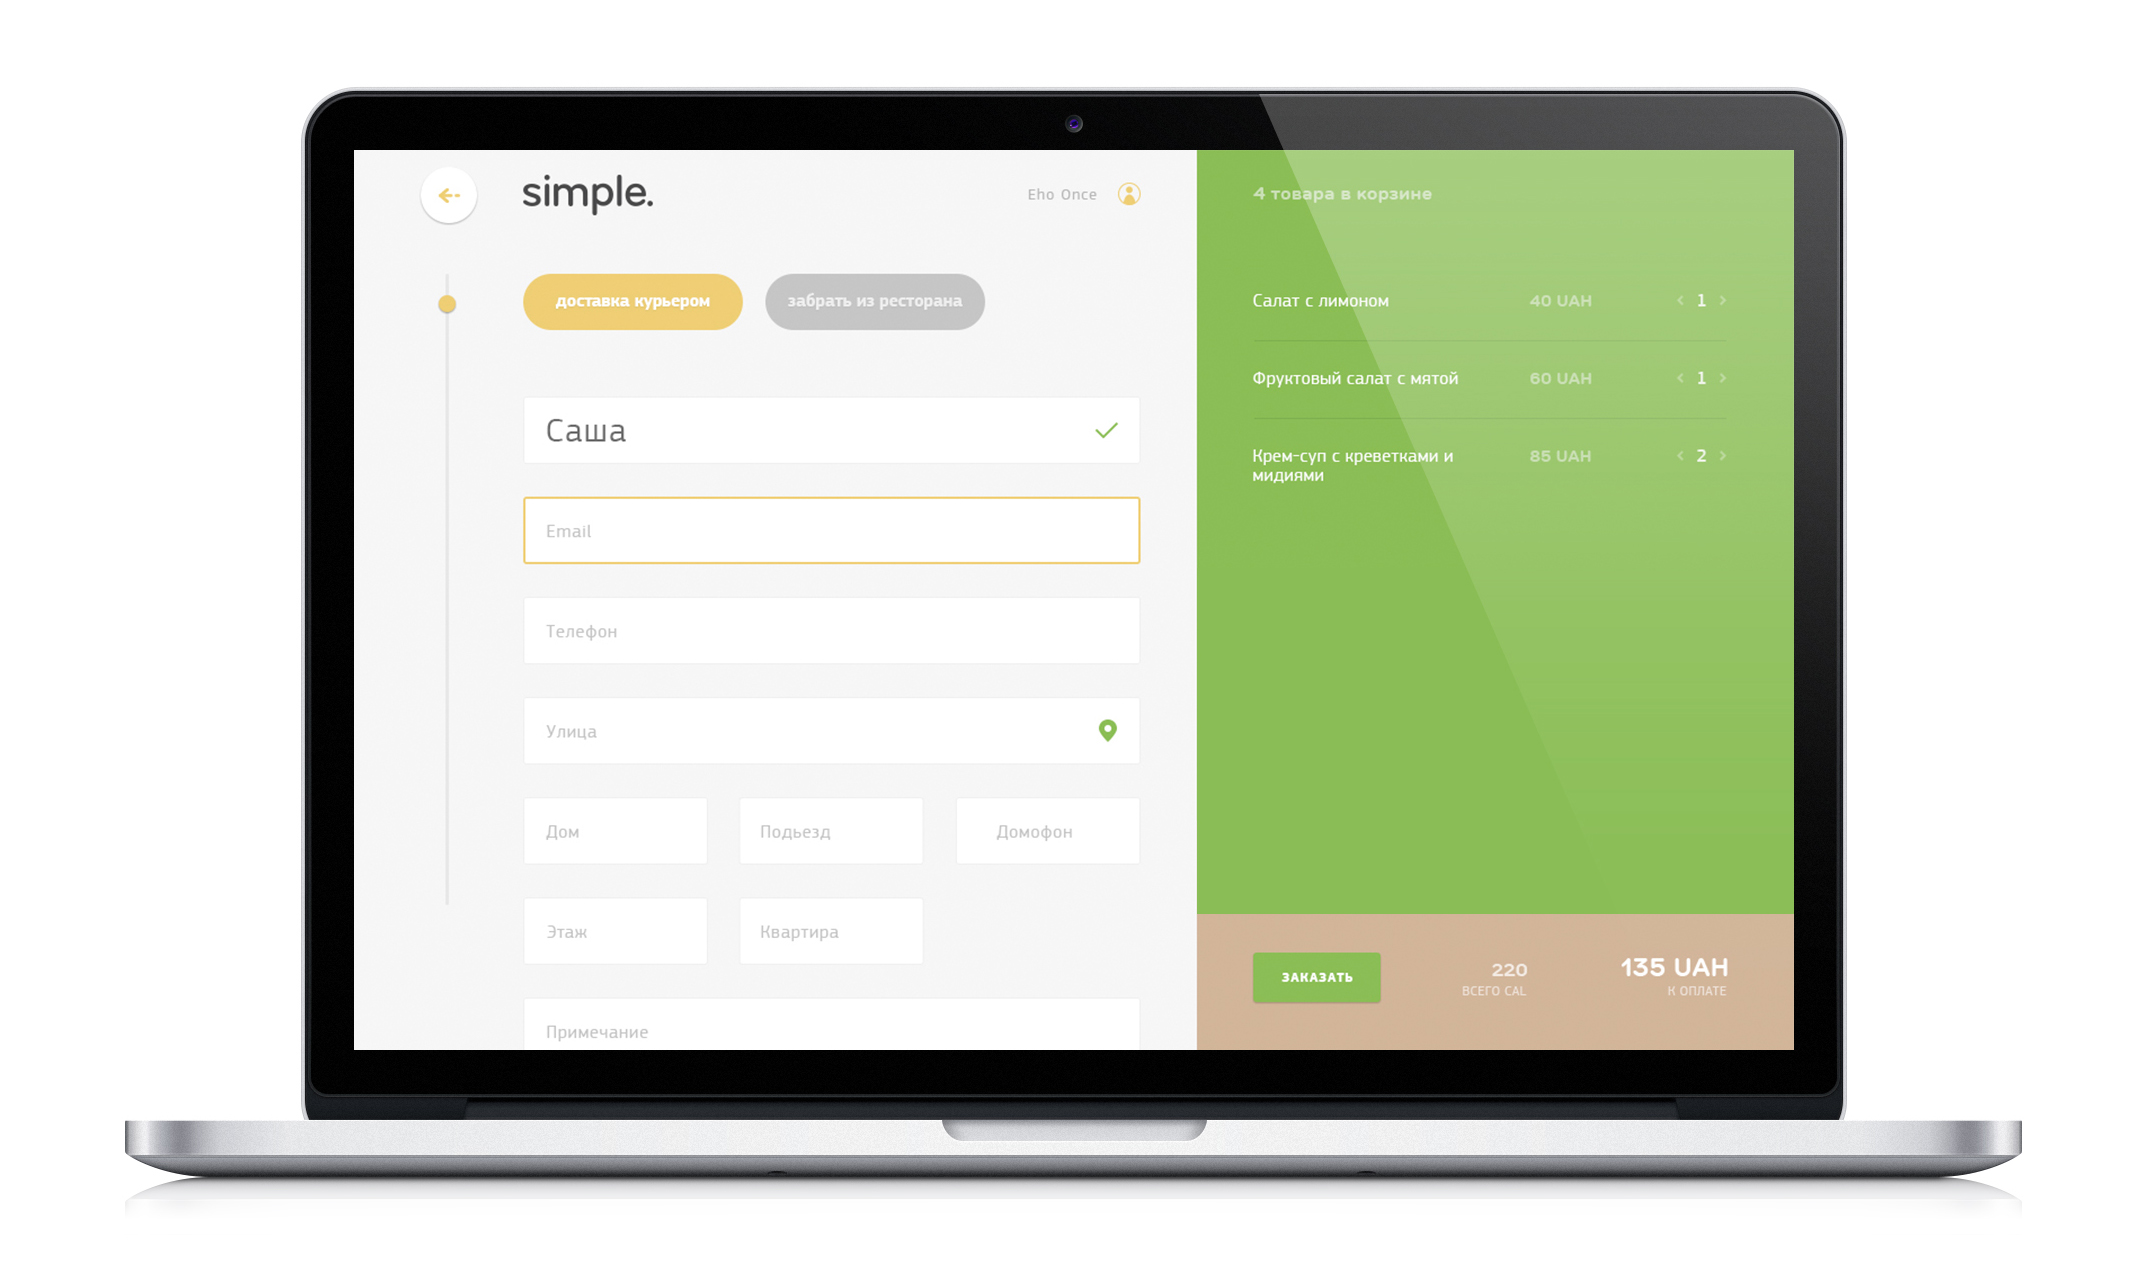 simple.
Eho Once
доставка курьером
забрать из ресторана
Саша
Email
Телефон
Улица
Дом
Подьезд
Домофон
Этаж
Квартира
Примечание
4 товара в корзине
Салат с лимоном 40 UAH < 1 >
Фруктовый салат с мятой 60 UAH < 1 >
Крем-суп с креветками и 85 UAH < 2 >
мидиями
ЗАКАЗАТЬ
220
ВСЕГО CAL
135 UAH
К ОПЛАТЕ